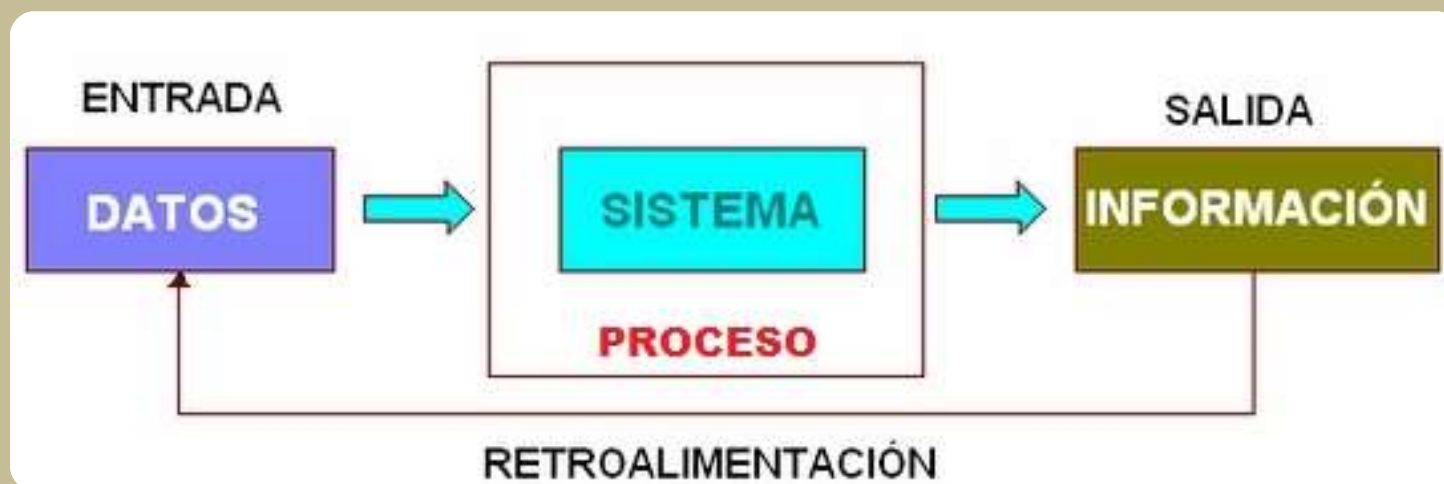 ENTRADA
DATOS
SISTEMA
PROCESO
SALIDA
INFORMACIÓN
RETROALIMENTACIÓN